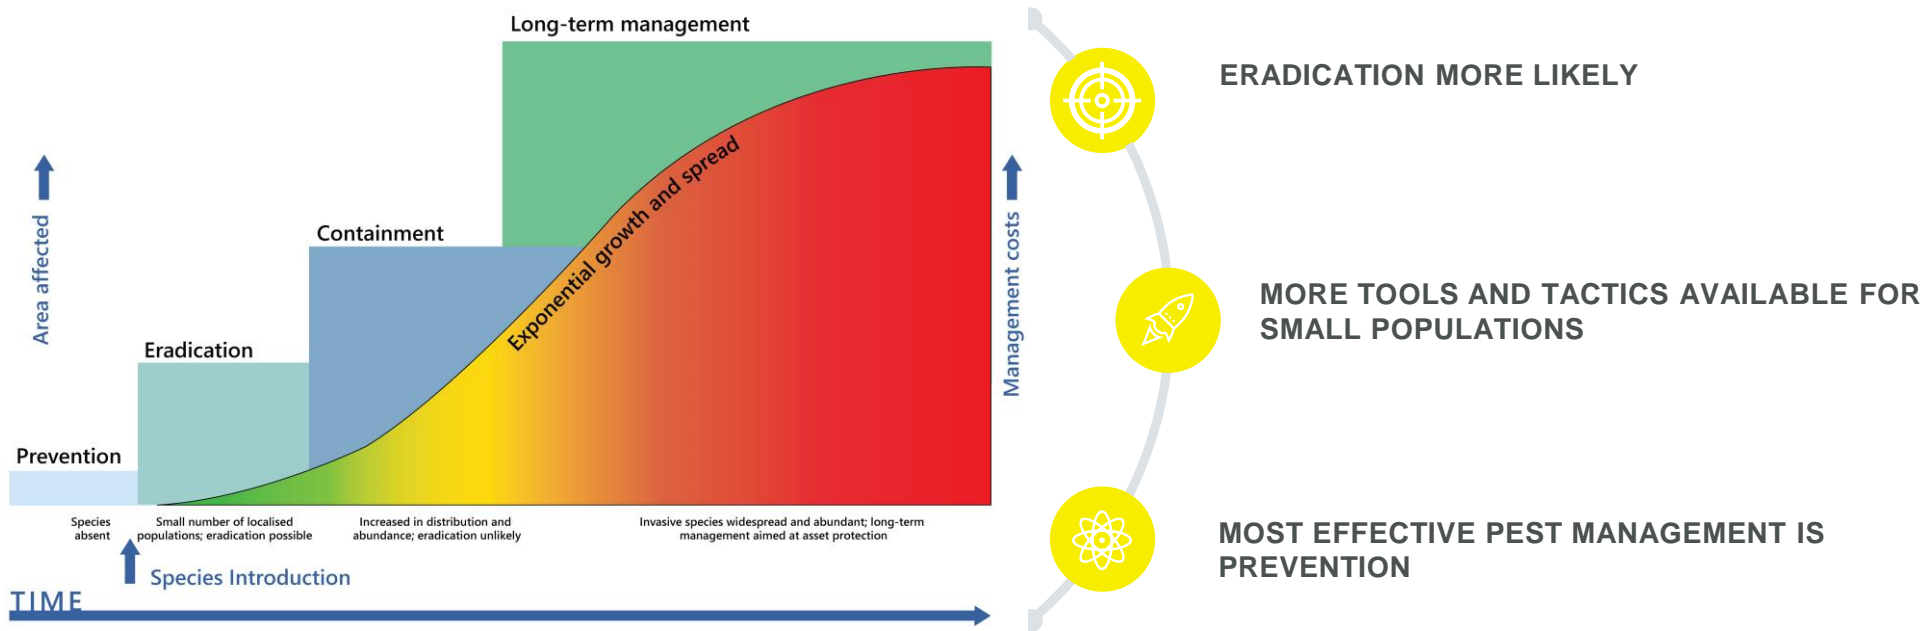 Long-term management
Containment
Eradication
Prevention
Area affected
Exponential growth and spread
Management costs
Species
absent
Small number of localised
populations; eradication possible
Increased in distribution and
abundance; eradication unlikely
Invasive species widespread and abundant; long-term
management aimed at asset protection
Species Introduction
TIME
ERADICATION MORE LIKELY
MORE TOOLS AND TACTICS AVAILABLE FOR
SMALL POPULATIONS
MOST EFFECTIVE PEST MANAGEMENT IS
PREVENTION